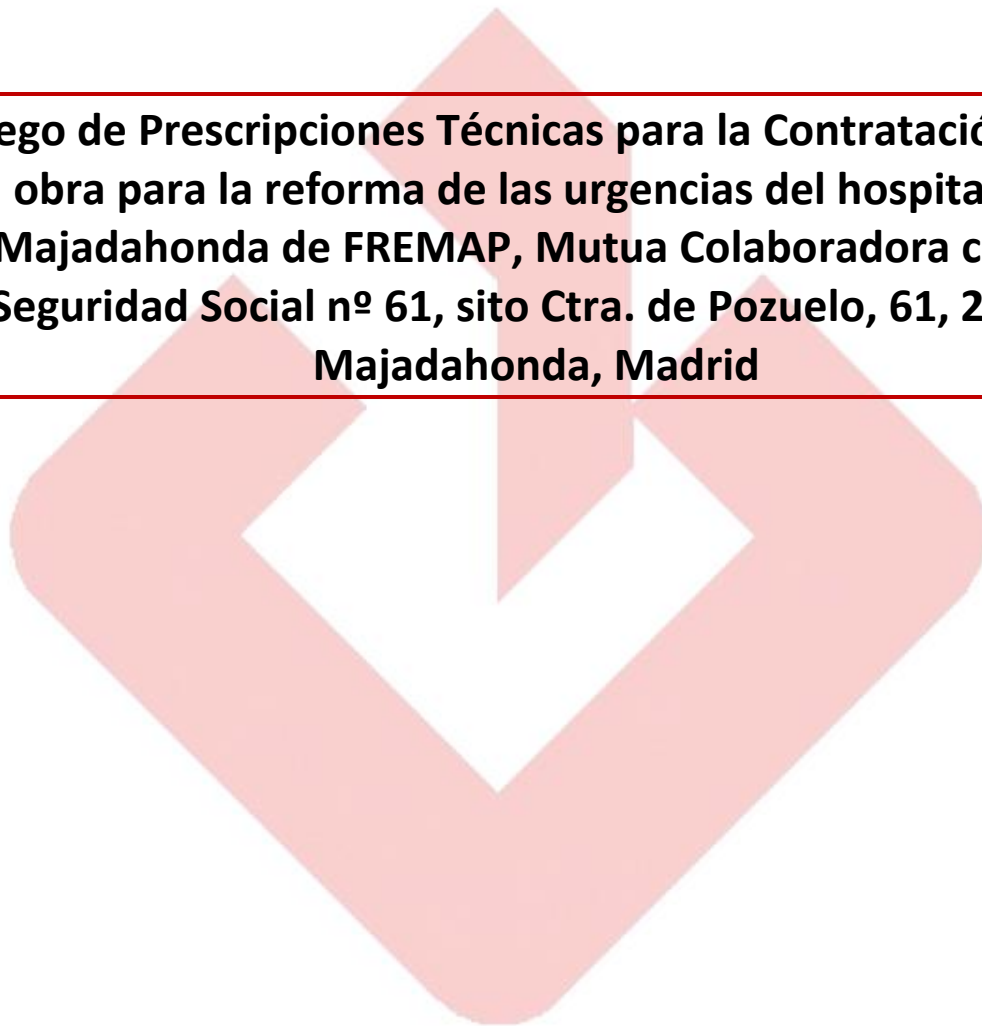 ego de Prescripciones Técnicas para la Contratació
obra para la reforma de las urgencias del hospita
Majadahonda de FREMAP, Mutua Colaboradora c
Seguridad Social nº 61, sito Ctra. de Pozuelo, 61, 2
Majadahonda, Madrid